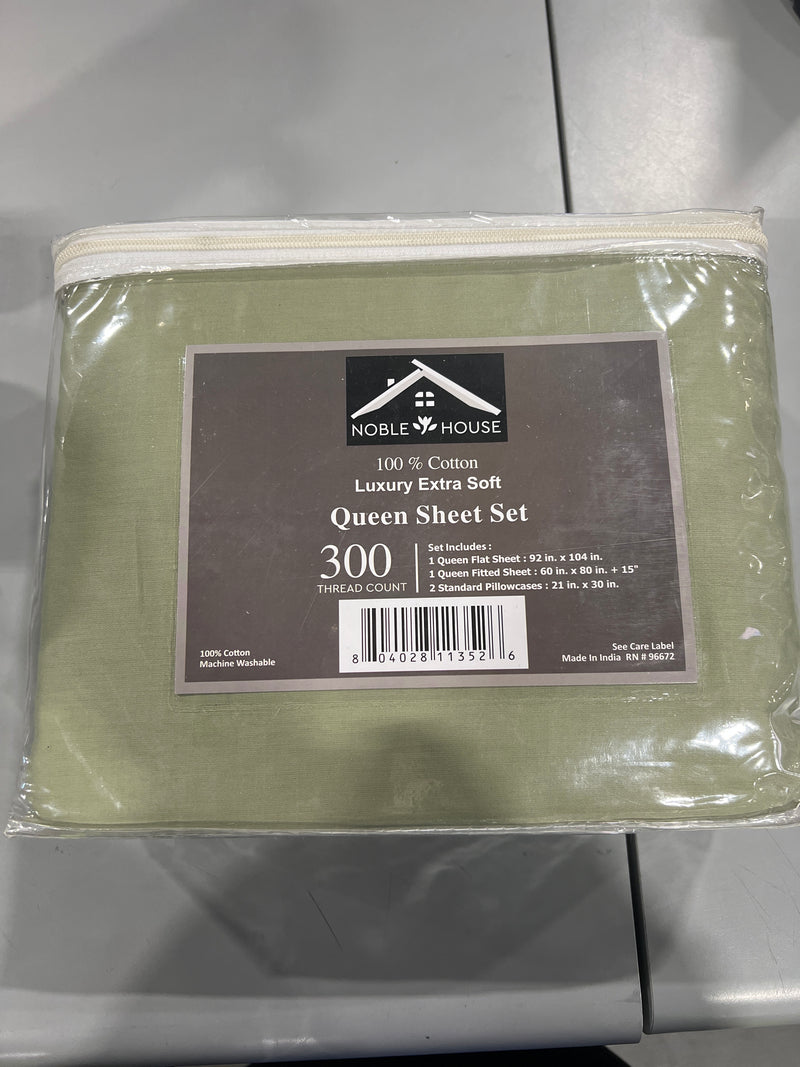 NOBLE HOUSE
100 % Cotton
Luxury Extra Soft
Queen Sheet Set
300
THREAD COUNT
Set Includes :
1 Queen Flat Sheet : 92 in. x 104 in.
1 Queen Fitted Sheet : 60 in. x 80 in. + 15"
2 Standard Pillowcases : 21 in. x 30 in.
8 04028 11352 6
100% Cotton
Machine Washable
See Care Label
Made In India RN # 96672